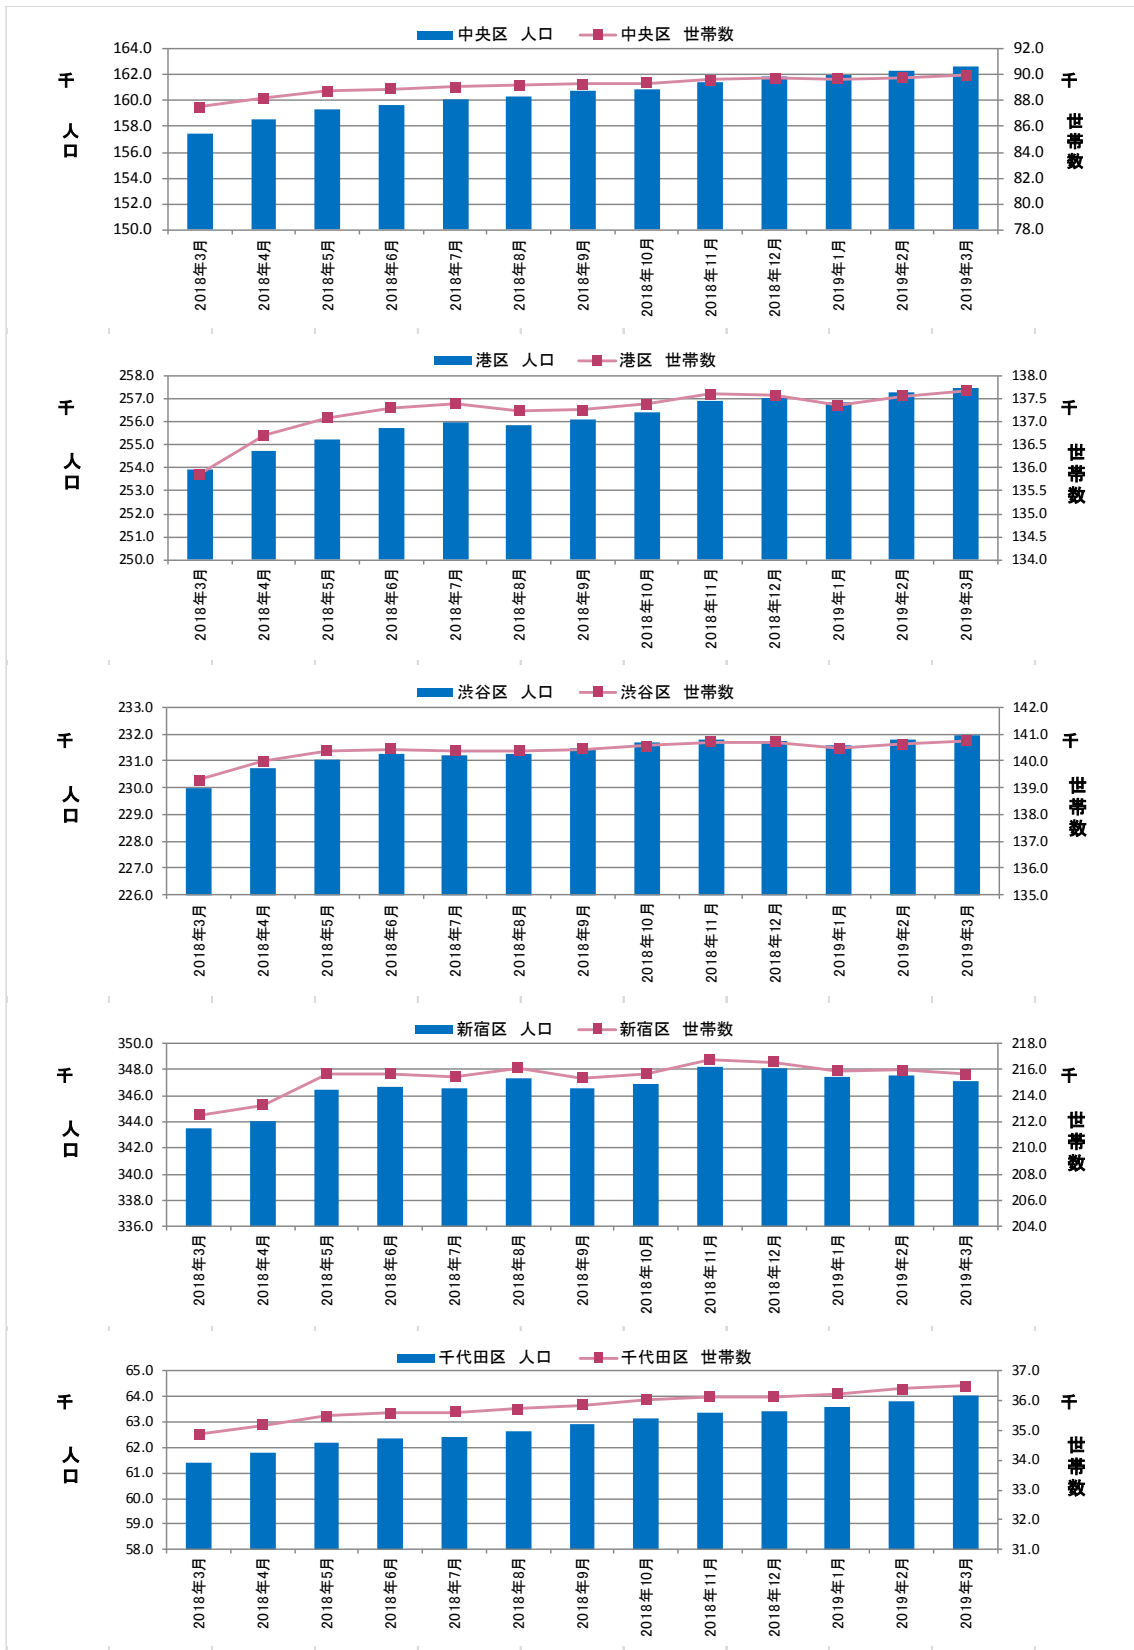 中央区 人口 中央区 世帯数
千 人口
164.0
162.0
160.0
158.0
156.0
154.0
152.0
150.0
92.0
90.0
88.0
86.0
84.0
82.0
80.0
78.0
千 世帯数
2018年3月
2018年4月
2018年5月
2018年6月
2018年7月
2018年8月
2018年9月
2018年10月
2018年11月
2018年12月
2019年1月
2019年2月
2019年3月
港区 人口 港区 世帯数
千 人口
258.0
257.0
256.0
255.0
254.0
253.0
252.0
251.0
250.0
138.0
137.5
137.0
136.5
136.0
135.5
135.0
134.5
134.0
千 世帯数
2018年3月
2018年4月
2018年5月
2018年6月
2018年7月
2018年8月
2018年9月
2018年10月
2018年11月
2018年12月
2019年1月
2019年2月
2019年3月
渋谷区 人口 渋谷区 世帯数
千 人口
233.0
232.0
231.0
230.0
229.0
228.0
227.0
226.0
142.0
141.0
140.0
139.0
138.0
137.0
136.0
135.0
千 世帯数
2018年3月
2018年4月
2018年5月
2018年6月
2018年7月
2018年8月
2018年9月
2018年10月
2018年11月
2018年12月
2019年1月
2019年2月
2019年3月
新宿区 人口 新宿区 世帯数
千 人口
350.0
348.0
346.0
344.0
342.0
340.0
338.0
336.0
218.0
216.0
214.0
212.0
210.0
208.0
206.0
204.0
千 世帯数
2018年3月
2018年4月
2018年5月
2018年6月
2018年7月
2018年8月
2018年9月
2018年10月
2018年11月
2018年12月
2019年1月
2019年2月
2019年3月
千代田区 人口 千代田区 世帯数
千 人口
65.0
64.0
63.0
62.0
61.0
60.0
59.0
58.0
37.0
36.0
35.0
34.0
33.0
32.0
31.0
千 世帯数
2018年3月
2018年4月
2018年5月
2018年6月
2018年7月
2018年8月
2018年9月
2018年10月
2018年11月
2018年12月
2019年1月
2019年2月
2019年3月